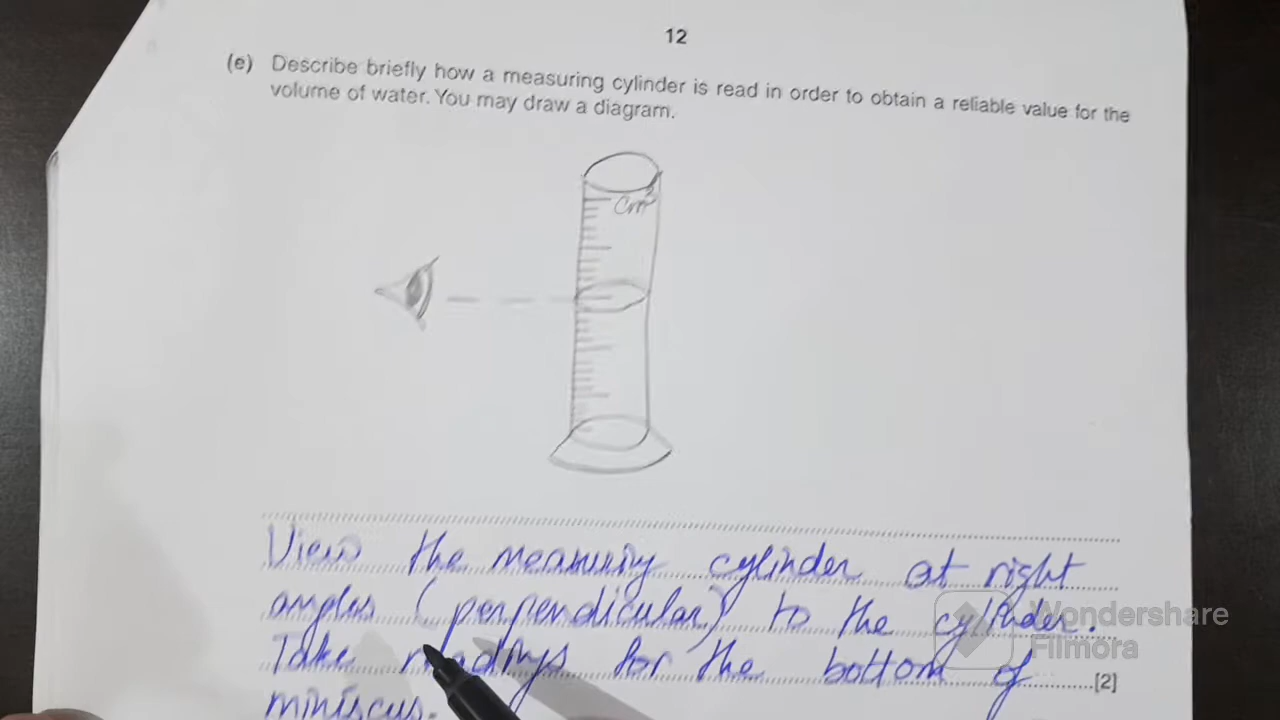 12
(e) Describe briefly how a measuring cylinder is read in order to obtain a reliable value for the
volume of water. You may draw a diagram.
cm³
View the measuring cylinder at right
angles (perpendicular) to the cylinder.
Take readings for the bottom of
[2]
miniscus.
Wondershare
Filmora